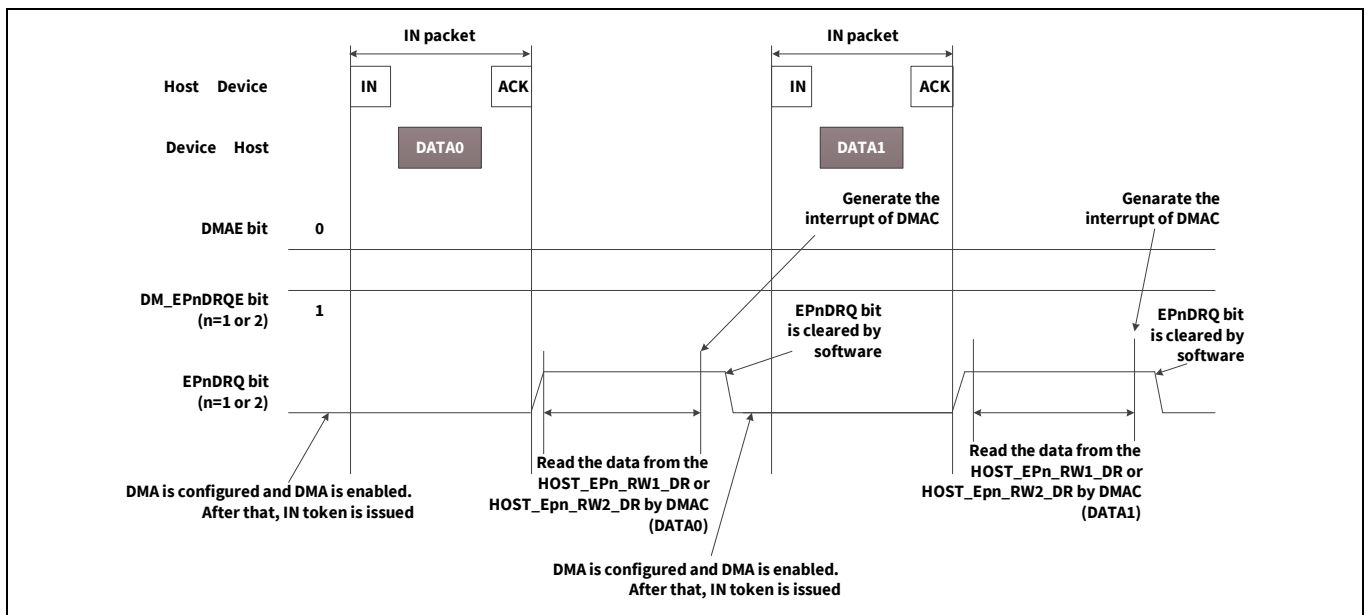 IN packet
IN packet
Host Device
IN
ACK
IN
ACK
Device Host
DATA0
DATA1
Generate the
interrupt of DMAC
Genarate the
interrupt of DMAC
DMAE bit
0
DM_EPnDRQE bit
(n=1 or 2)
1
EPnDRQ bit
is cleared by
software
EPnDRQ bit
is cleared by
software
EPnDRQ bit
(n=1 or 2)
Read the data from the
HOST_EPn_RW1_DR or
HOST_Epn_RW2_DR by DMAC
(DATA0)
Read the data from the
HOST_EPn_RW1_DR or
HOST_Epn_RW2_DR by DMAC
(DATA1)
DMA is configured and DMA is enabled.
After that, IN token is issued
DMA is configured and DMA is enabled.
After that, IN token is issued